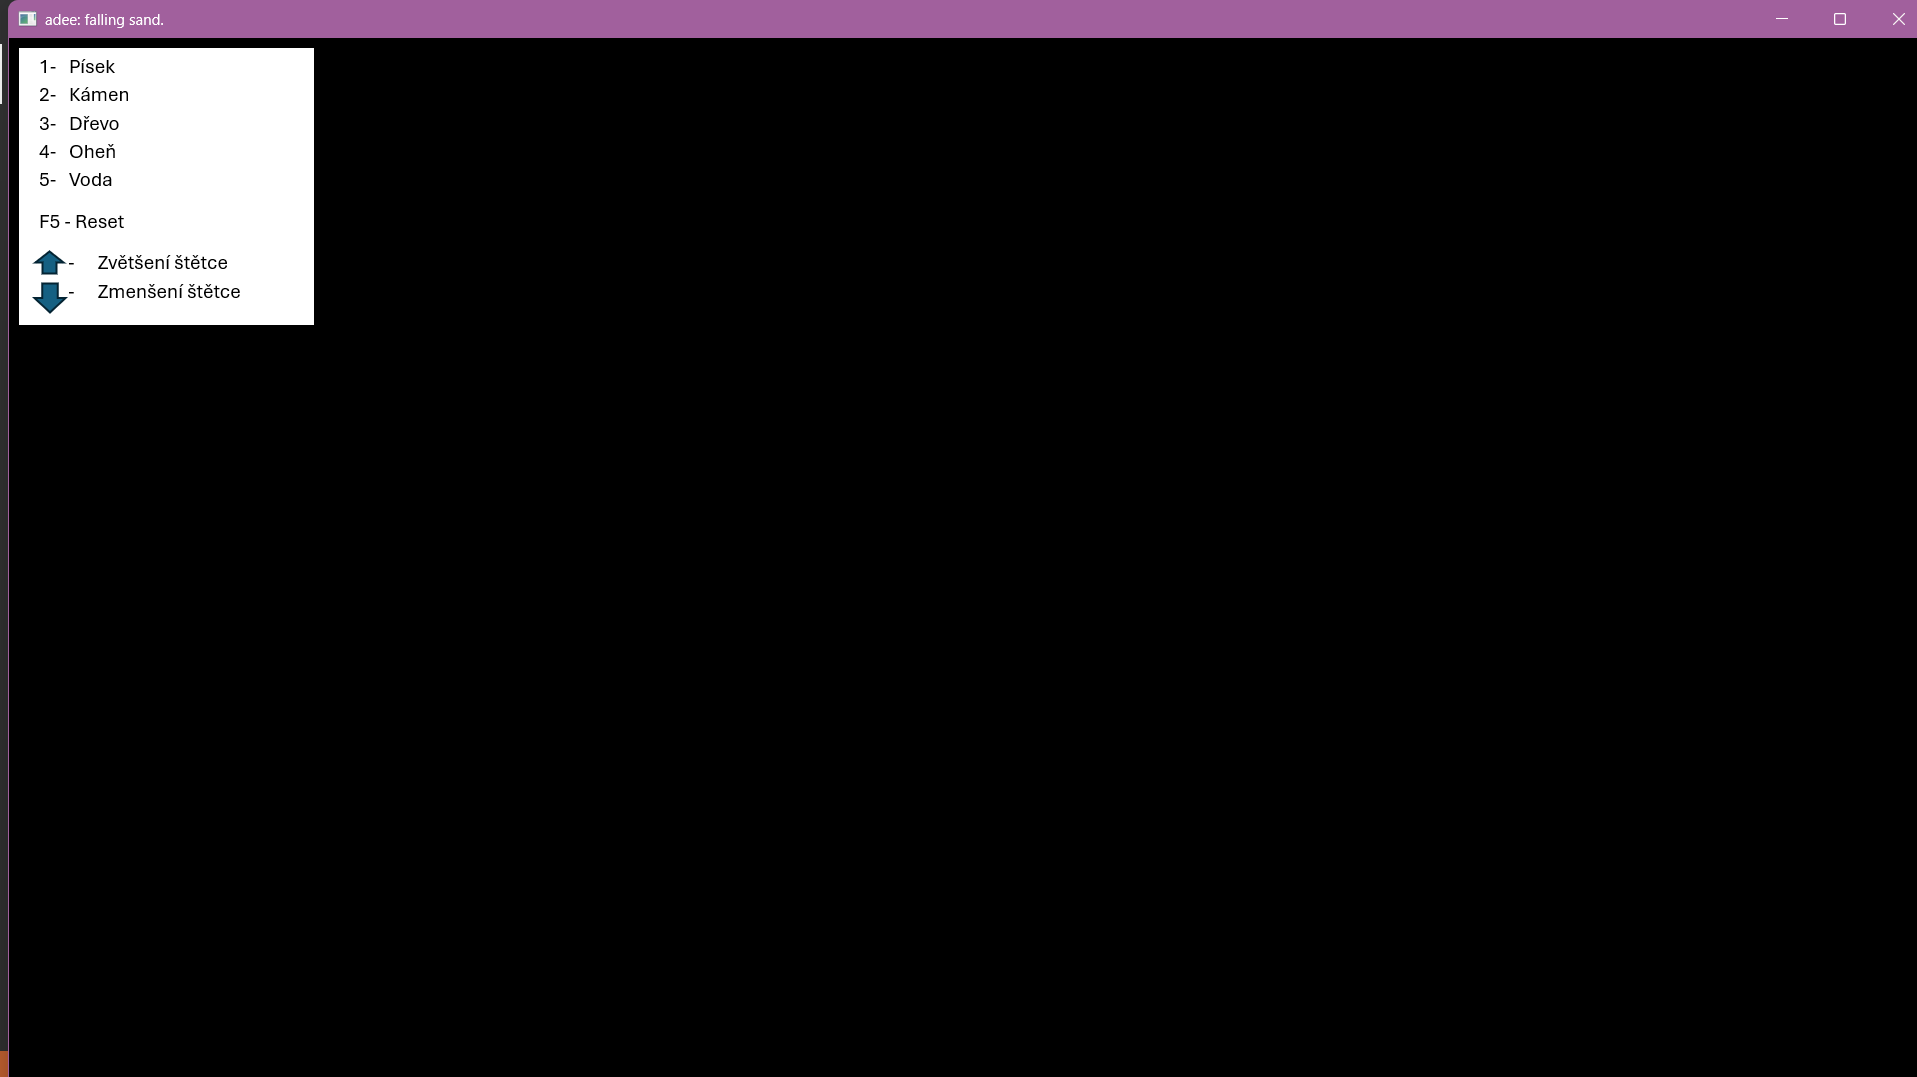 adee: falling sand.
1- Písek
2- Kámen
3- Dřevo
4- Oheň
5- Voda
F5 - Reset
- Zvětšení štětce
- Zmenšení štětce